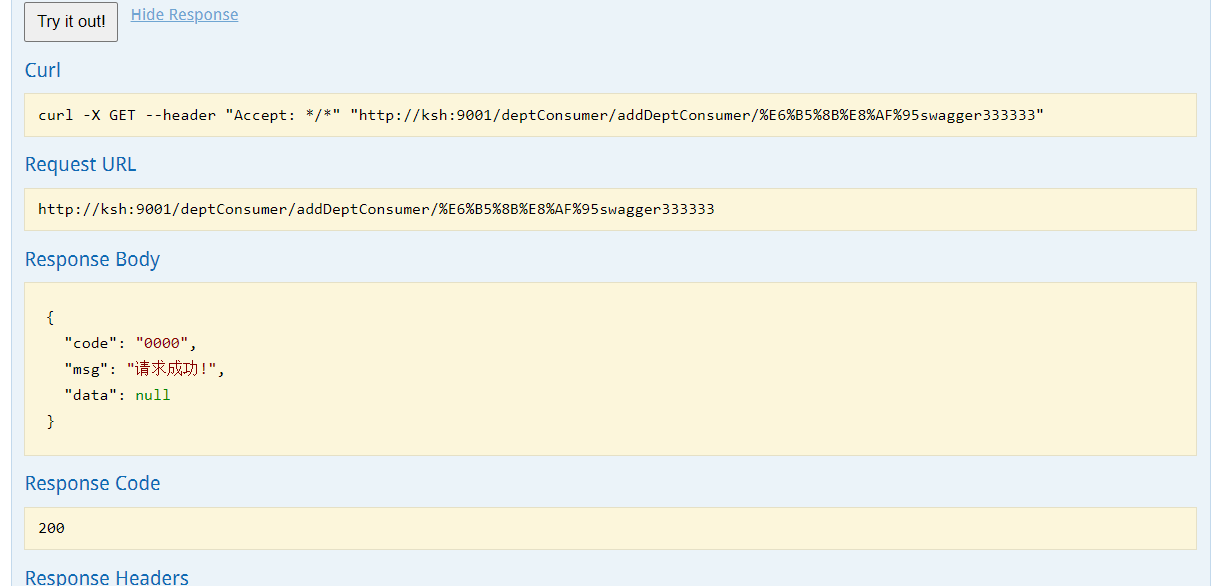 Try it out! Hide Response
Curl
curl -X GET --header "Accept: */*" "http://ksh:9001/deptConsumer/addDeptConsumer/%E6%B5%8B%E8%AF%95swagger333333"
Request URL
http://ksh:9001/deptConsumer/addDeptConsumer/%E6%B5%8B%E8%AF%95swagger333333
Response Body
{
"code": "0000",
"msg": "请求成功!",
"data": null
}
Response Code
200
Response Headers